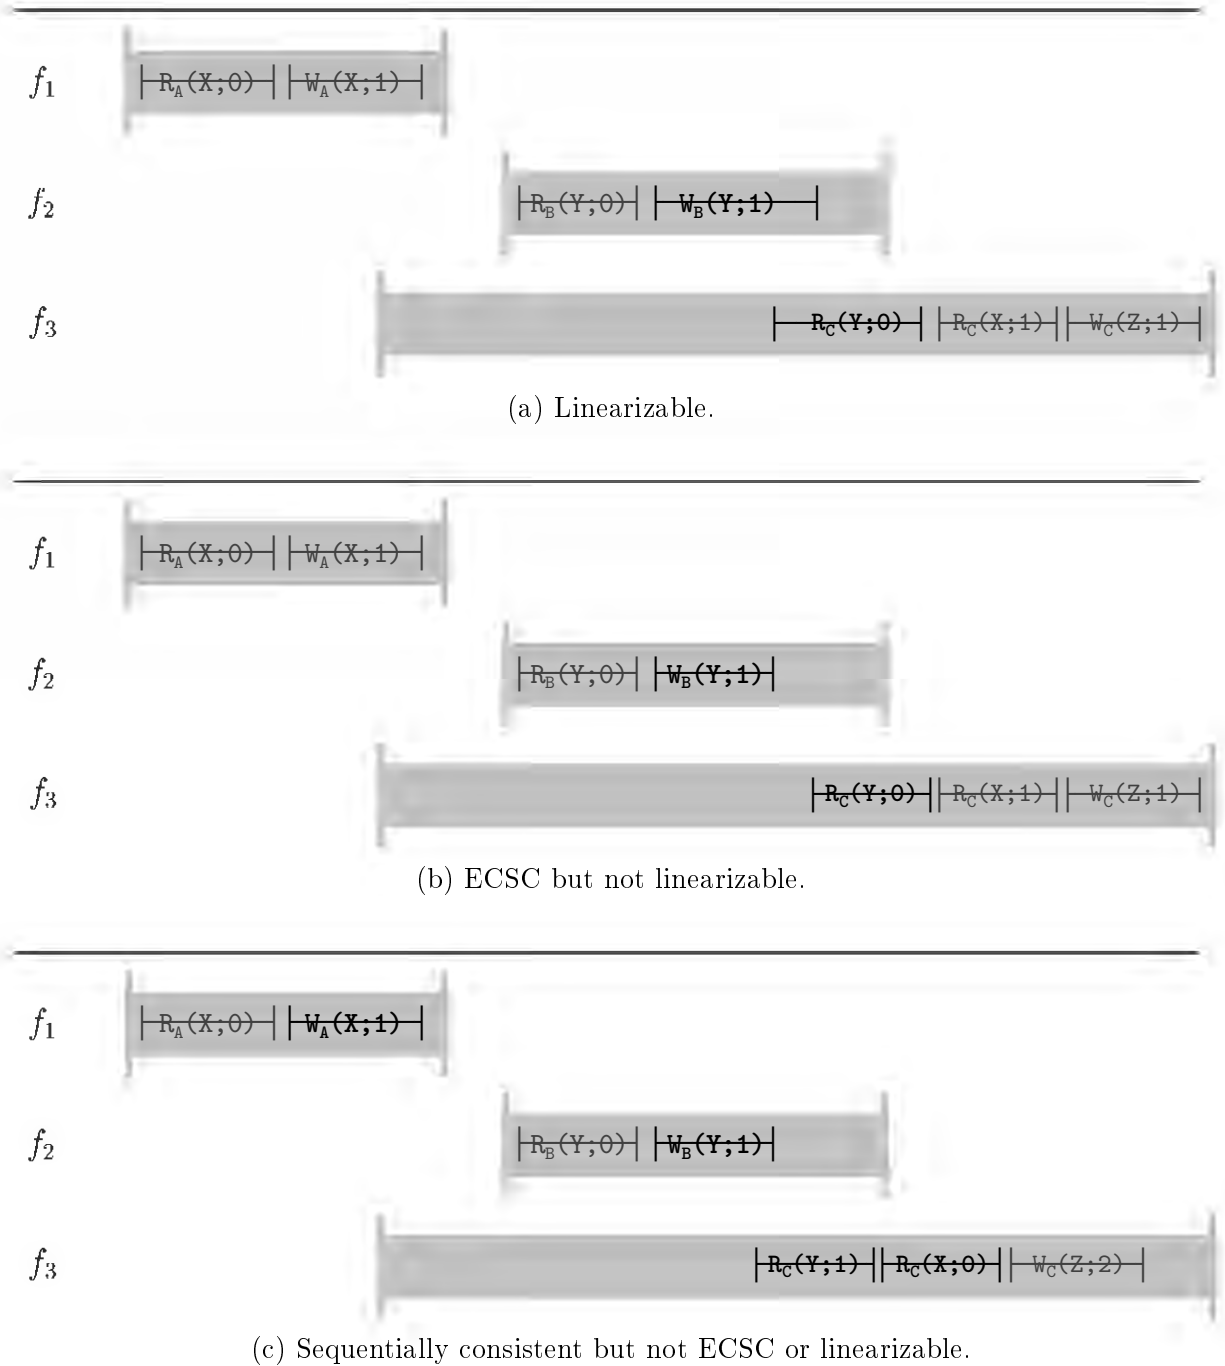 f₁ R_A(X;0) W_A(X;1)
f₂ R_B(Y;0) W_B(Y;1)
f₃ R_C(Y;0) R_C(X;1) W_C(Z;1)
(a) Linearizable.
f₁ R_A(X;0) W_A(X;1)
f₂ R_B(Y;0) W_B(Y;1)
f₃ R_C(Y;0) R_C(X;1) W_C(Z;1)
(b) ECSC but not linearizable.
f₁ R_A(X;0) W_A(X;1)
f₂ R_B(Y;0) W_B(Y;1)
f₃ R_C(Y;1) R_C(X;0) W_C(Z;2)
(c) Sequentially consistent but not ECSC or linearizable.